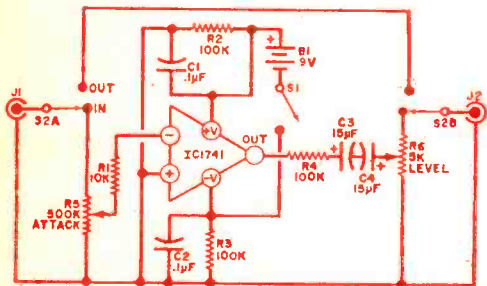 R2
100K
B1
9V
C1
.1µF
S1
J1
OUT
IN
S2A
R1
10K
R5
500K
ATTACK
+V
IC1741
-V
OUT
R4
100K
C3
15µF
C4
15µF
R6
5K
LEVEL
S2B
J2
C2
.1µF
R3
100K